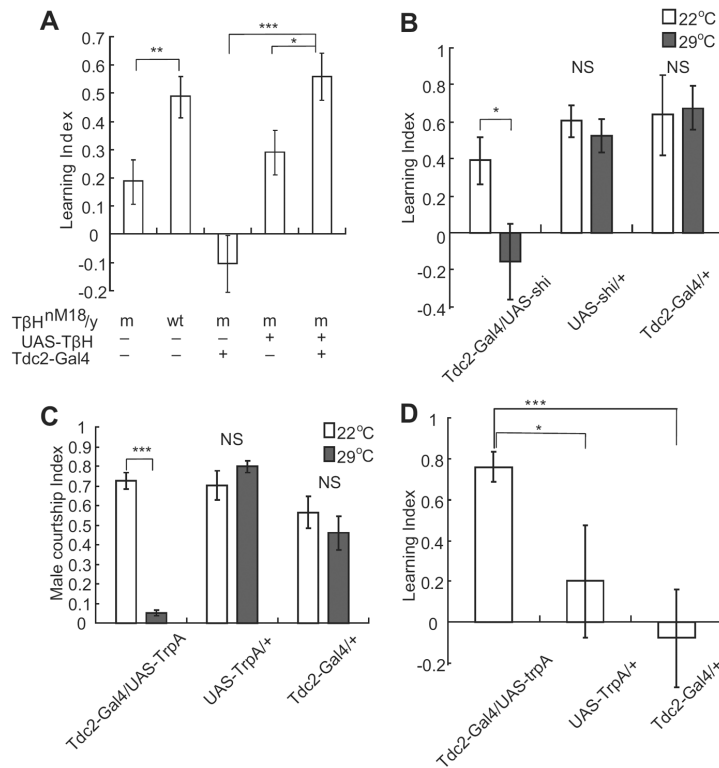 A
Learning Index
0.7
0.6
0.5
0.4
0.3
0.2
0.1
0
-0.1
-0.2
**
***
*
TβH^nM18/y m wt m m m
UAS-TβH – – – + +
Tdc2-Gal4 – – + – +
B
22°C
29°C
Learning Index
1
0.8
0.6
0.4
0.2
0
-0.2
-0.4
*
NS
NS
Tdc2-Gal4/UAS-shi
UAS-shi/+
Tdc2-Gal4/+
C
22°C
29°C
Male courtship Index
1
0.9
0.8
0.7
0.6
0.5
0.4
0.3
0.2
0.1
0
***
NS
NS
Tdc2-Gal4/UAS-TrpA
UAS-TrpA/+
Tdc2-Gal4/+
D
Learning Index
1
0.8
0.6
0.4
0.2
0
-0.2
***
*
Tdc2-Gal4/UAS-trpA
UAS-TrpA/+
Tdc2-Gal4/+